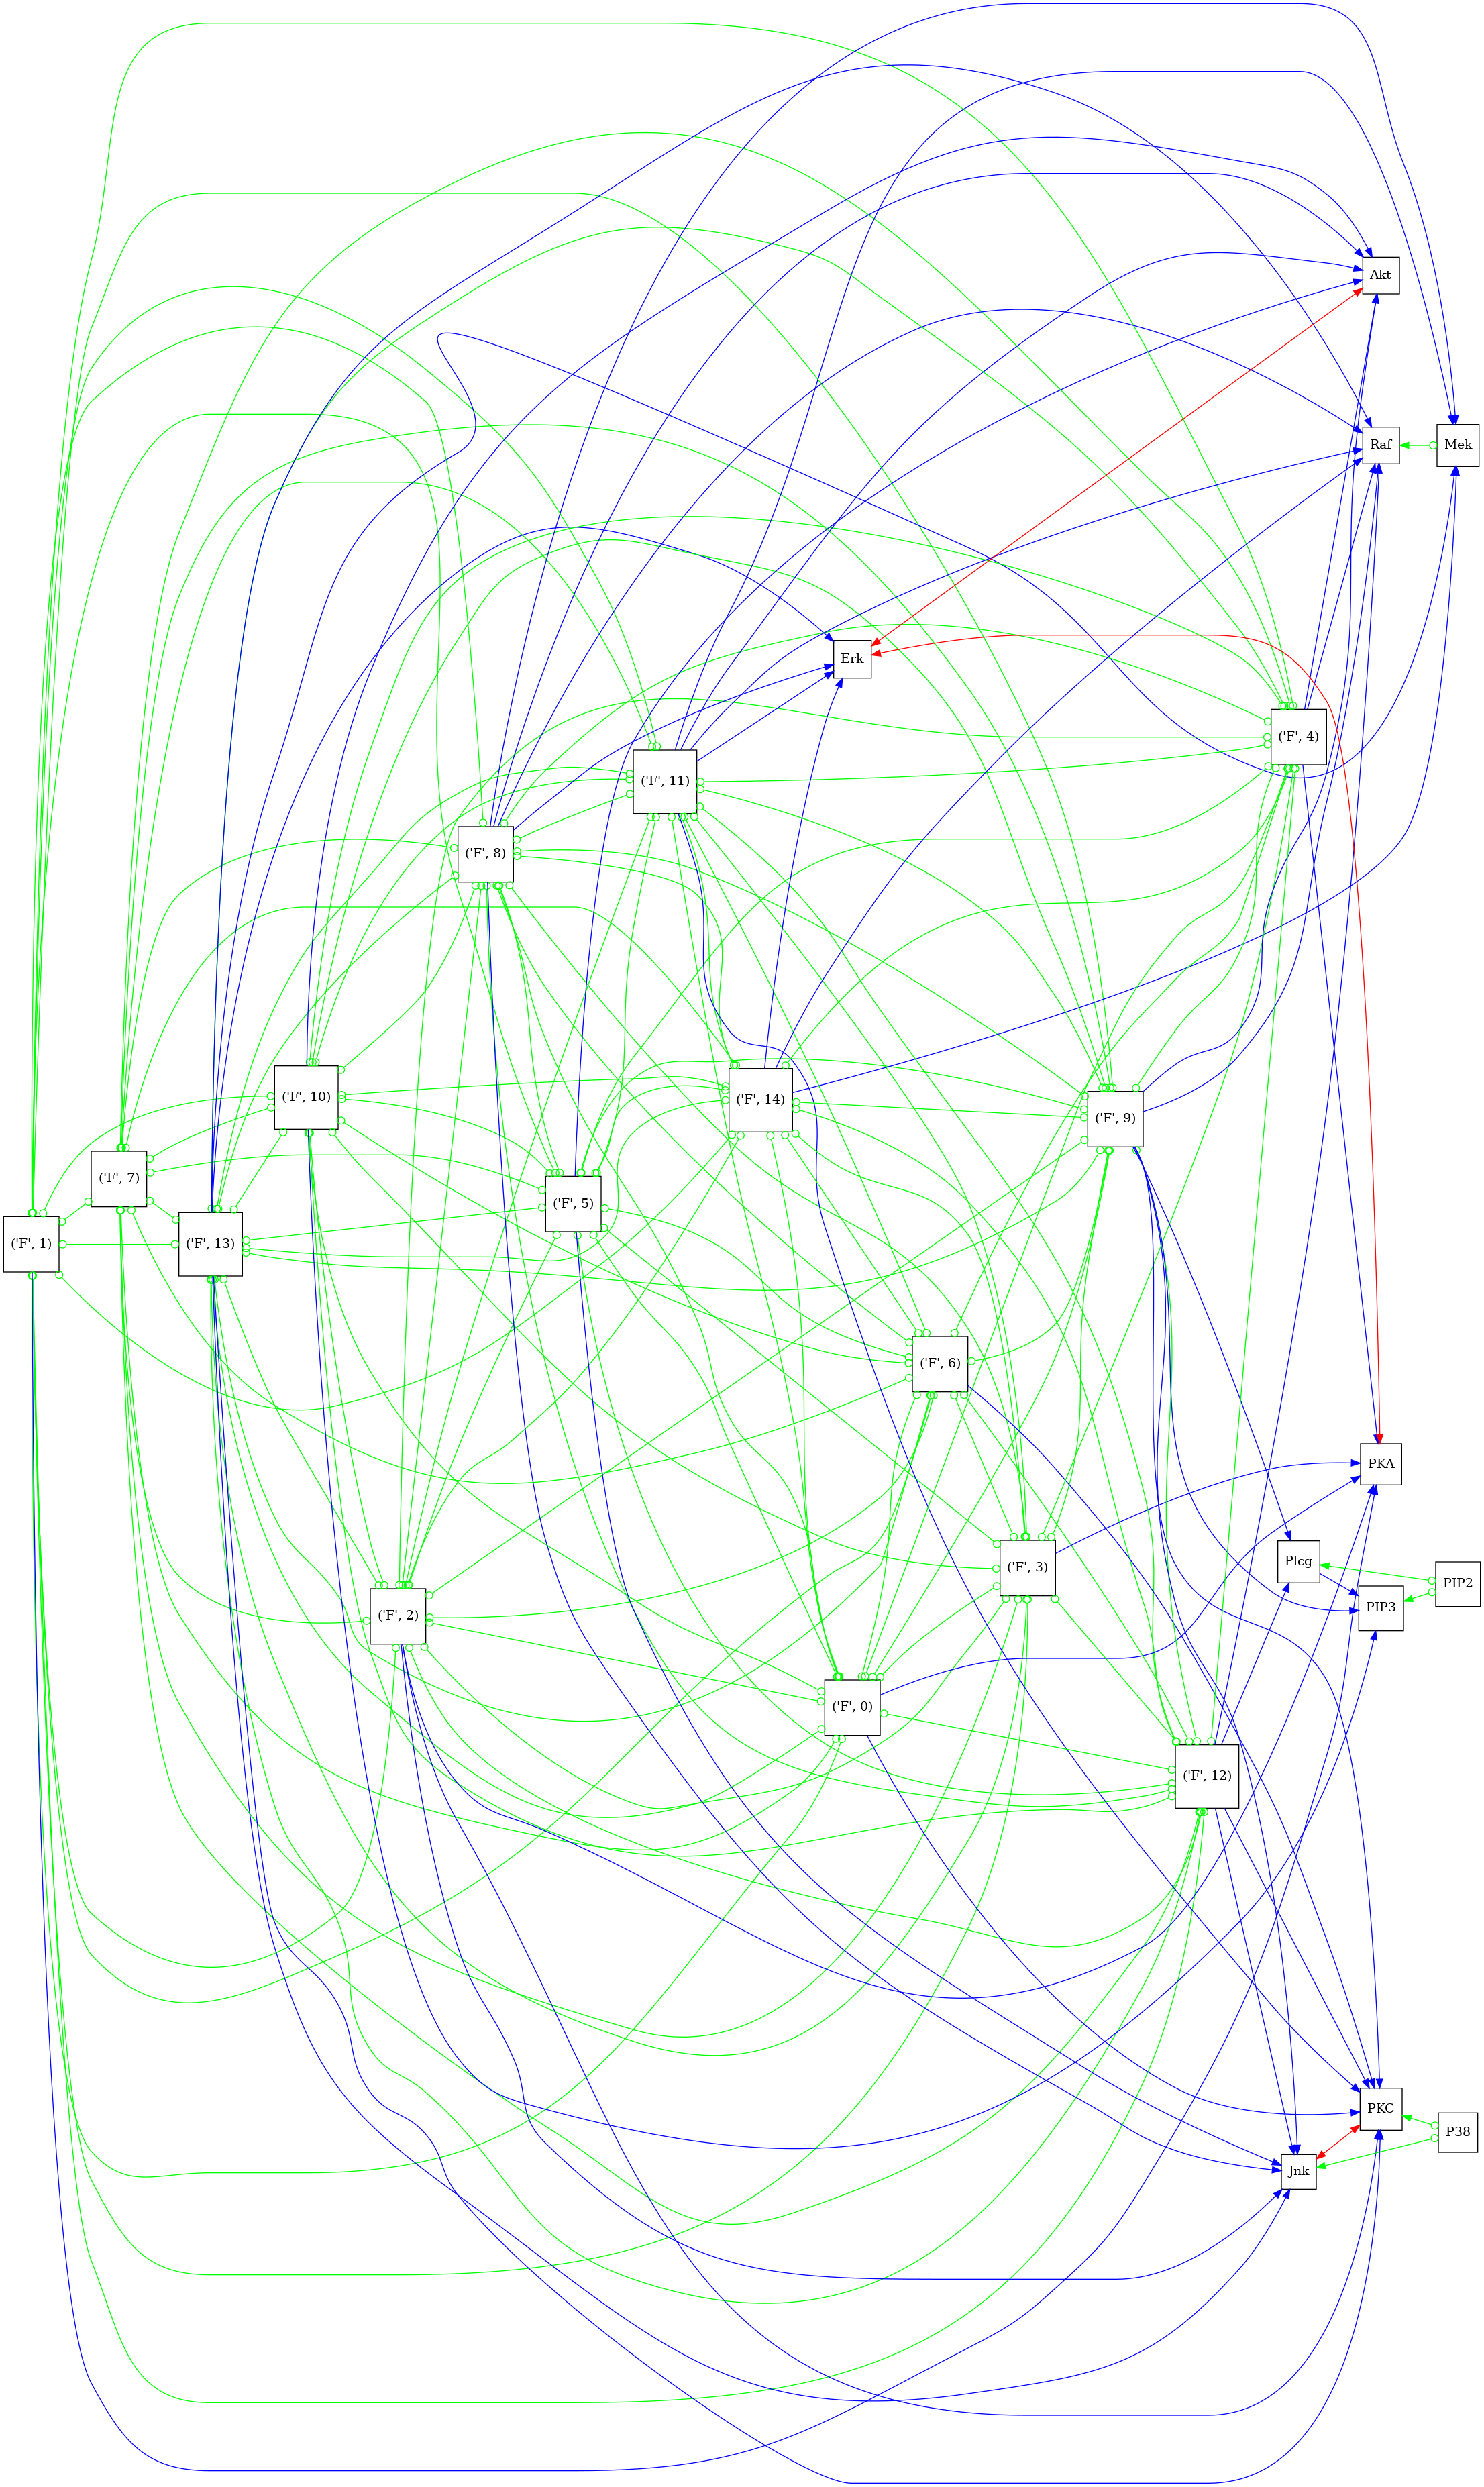 Akt
Raf
Mek
Erk
('F', 4)
('F', 11)
('F', 8)
('F', 10)
('F', 14)
('F', 9)
('F', 7)
('F', 5)
('F', 1)
('F', 13)
('F', 6)
PKA
('F', 3)
Plcg
PIP2
PIP3
('F', 2)
('F', 0)
('F', 12)
PKC
P38
Jnk